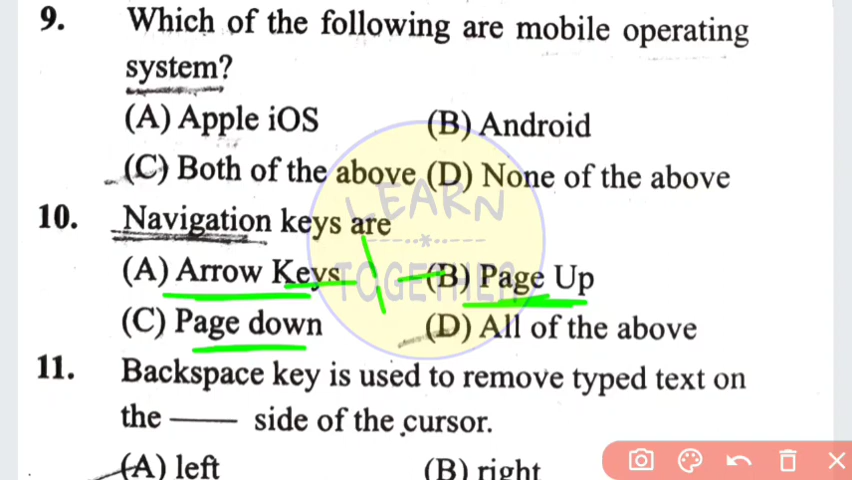 9. Which of the following are mobile operating
system?
(A) Apple iOS (B) Android
(C) Both of the above (D) None of the above
10. Navigation keys are
LEARN
(A) Arrow Keys (B) Page Up
TOGETHER
(C) Page down (D) All of the above
11. Backspace key is used to remove typed text on
the —— side of the cursor.
(A) left (B) right